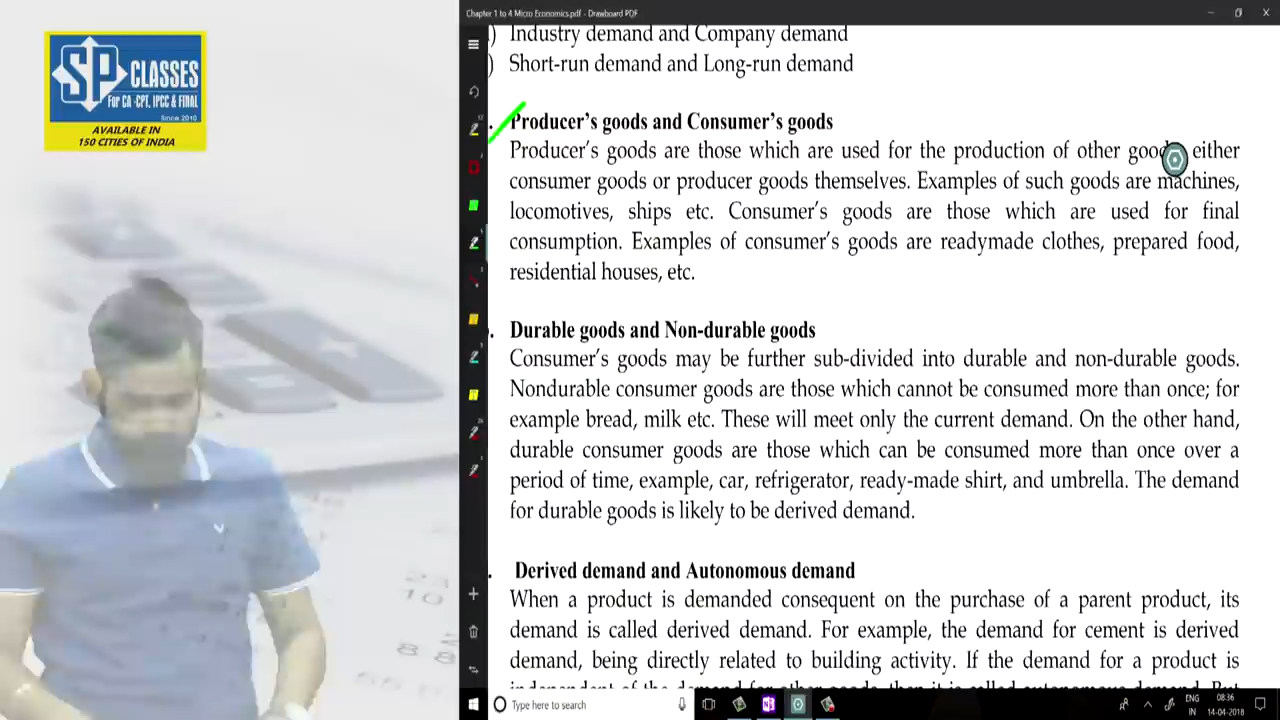 Chapter 1 to 4 Micro Economics.pdf - Drawboard PDF
SP CLASSES
For CA -CPT, IPCC & FINAL
Since 2010
AVAILABLE IN
150 CITIES OF INDIA
) Industry demand and Company demand
) Short-run demand and Long-run demand
. Producer's goods and Consumer's goods
Producer's goods are those which are used for the production of other good either
consumer goods or producer goods themselves. Examples of such goods are machines,
locomotives, ships etc. Consumer's goods are those which are used for final
consumption. Examples of consumer's goods are readymade clothes, prepared food,
residential houses, etc.
. Durable goods and Non-durable goods
Consumer's goods may be further sub-divided into durable and non-durable goods.
Nondurable consumer goods are those which cannot be consumed more than once; for
example bread, milk etc. These will meet only the current demand. On the other hand,
durable consumer goods are those which can be consumed more than once over a
period of time, example, car, refrigerator, ready-made shirt, and umbrella. The demand
for durable goods is likely to be derived demand.
. Derived demand and Autonomous demand
When a product is demanded consequent on the purchase of a parent product, its
demand is called derived demand. For example, the demand for cement is derived
demand, being directly related to building activity. If the demand for a product is
Type here to search
ENG
IN
08:36
14-04-2018